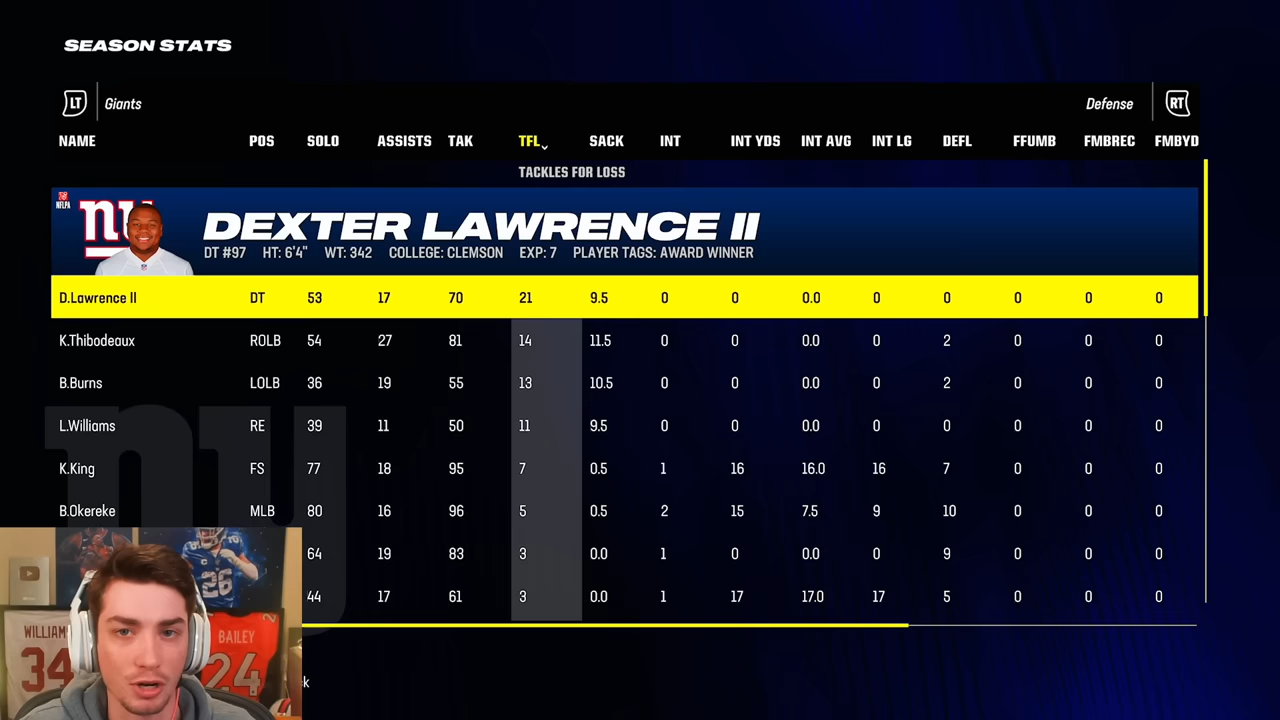 SEASON STATS
LT Giants Defense RT
NAME POS SOLO ASSISTS TAK TFL SACK INT INT YDS INT AVG INT LG DEFL FFUMB FMBREC FMBYD
TACKLES FOR LOSS
NFLPA
ny
DEXTER LAWRENCE II
DT #97 HT: 6'4" WT: 342 COLLEGE: CLEMSON EXP: 7 PLAYER TAGS: AWARD WINNER
D.Lawrence II DT 53 17 70 21 9.5 0 0 0.0 0 0 0 0 0
K.Thibodeaux ROLB 54 27 81 14 11.5 0 0 0.0 0 2 0 0 0
B.Burns LOLB 36 19 55 13 10.5 0 0 0.0 0 2 0 0 0
L.Williams RE 39 11 50 11 9.5 0 0 0.0 0 0 0 0 0
K.King FS 77 18 95 7 0.5 1 16 16.0 16 7 0 0 0
B.Okereke MLB 80 16 96 5 0.5 2 15 7.5 9 10 0 0 0
64 19 83 3 0.0 1 0 0.0 0 9 0 0 0
44 17 61 3 0.0 1 17 17.0 17 5 0 0 0
26
WILLIAM
34
BAILEY
24